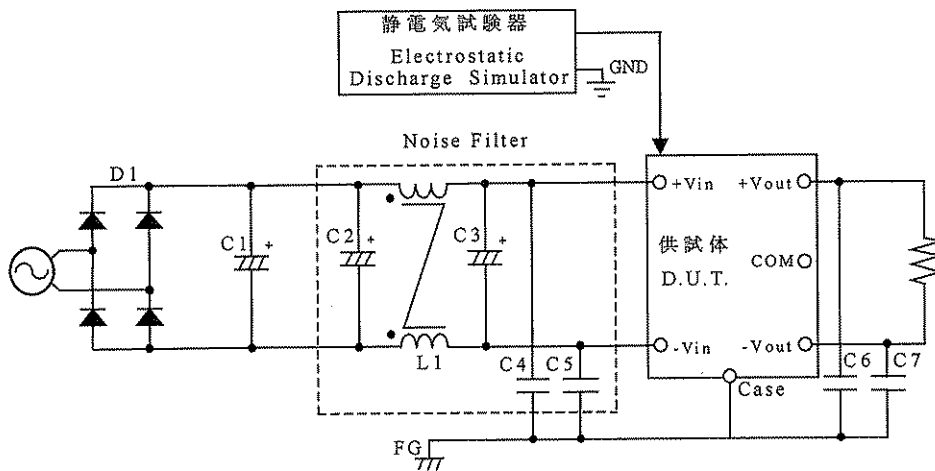 静電気試験器
Electrostatic
Discharge Simulator
GND
Noise Filter
D1
C1
+
C2
+
C3
+
L1
C4
C5
+Vin
+Vout
供試体
D.U.T.
COM
-Vin
-Vout
C6
C7
Case
FG